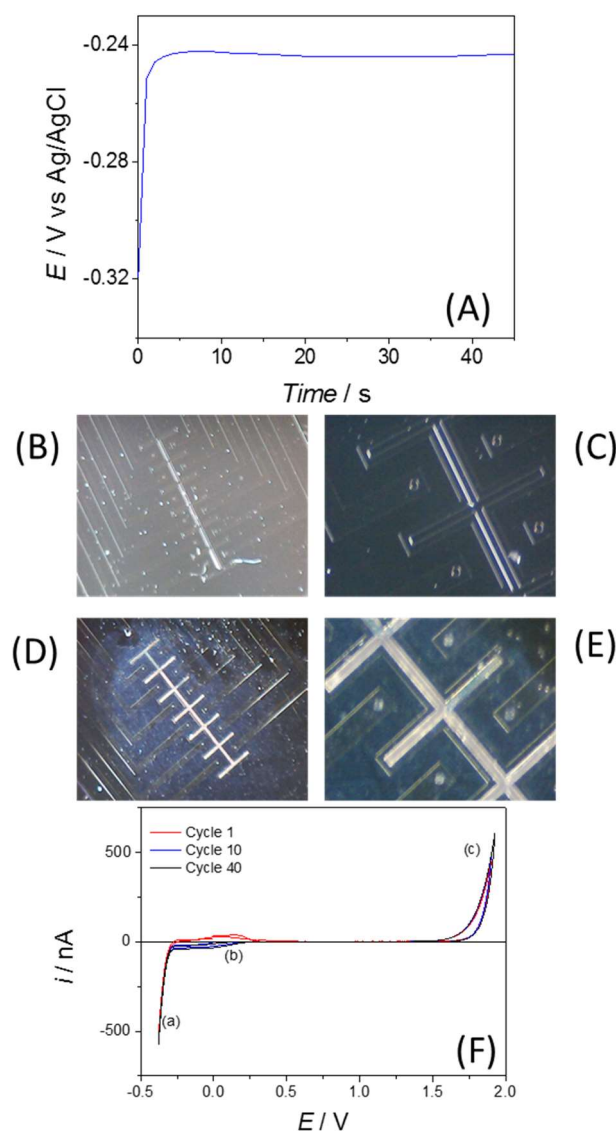 -0.24
-0.28
-0.32
E / V vs Ag/AgCl
(A)
0 10 20 30 40
Time / s
(B)
(C)
(D)
(E)
Cycle 1
Cycle 10
Cycle 40
(c)
500
0
-500
i / nA
(b)
(a)
(F)
-0.5 0.0 0.5 1.0 1.5 2.0
E / V